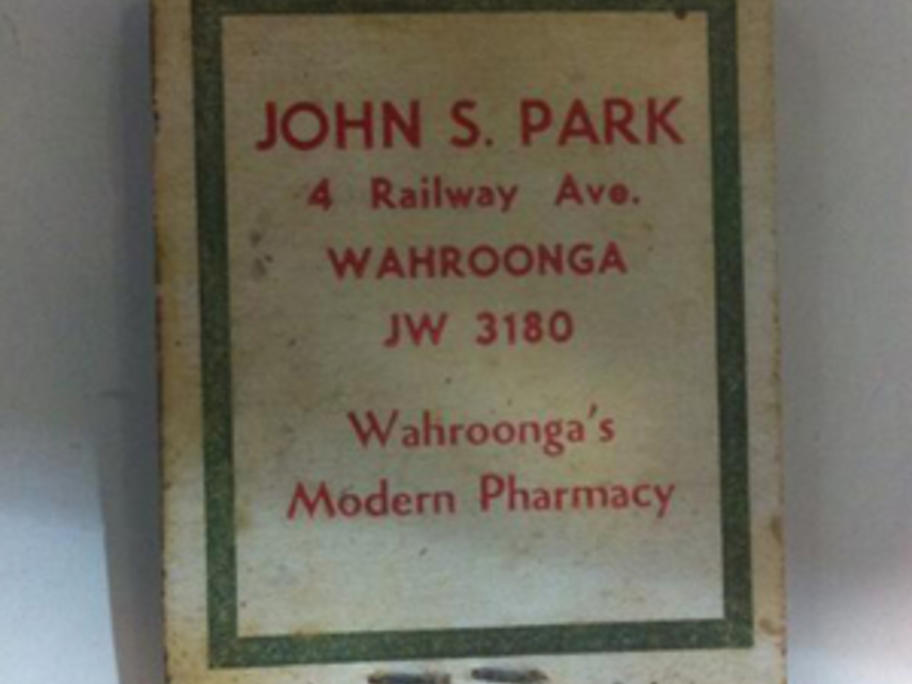 JOHN S. PARK
4 Railway Ave.
WAHROONGA
JW 3180
Wahroonga's
Modern Pharmacy